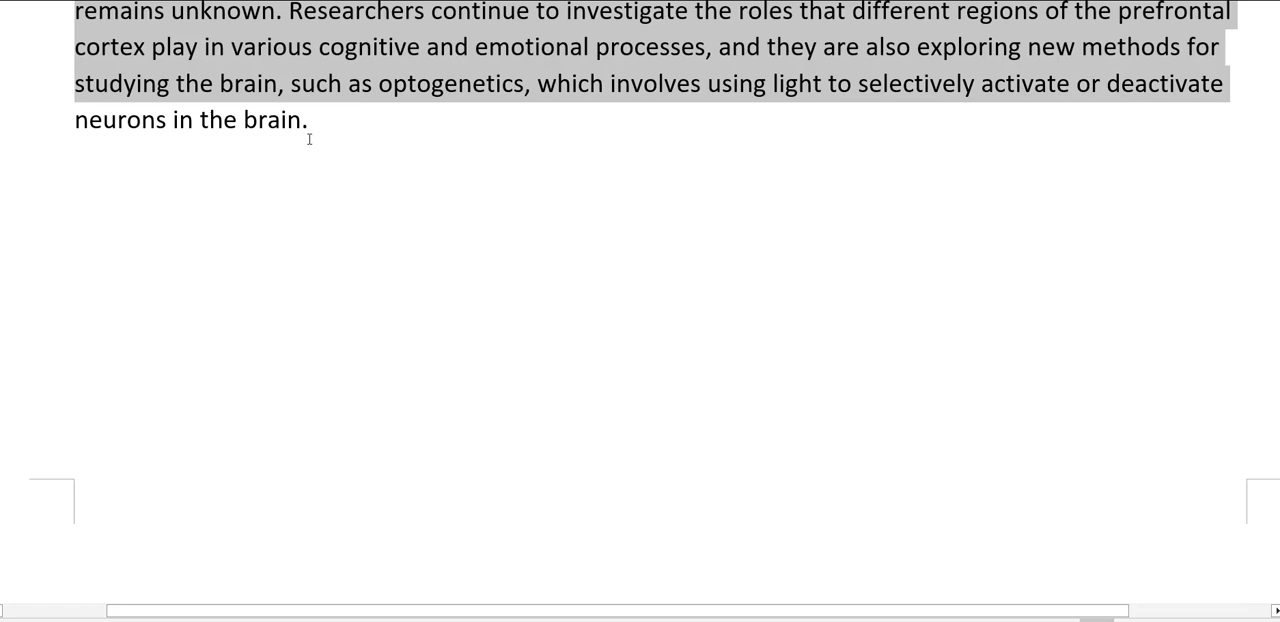 remains unknown. Researchers continue to investigate the roles that different regions of the prefrontal
cortex play in various cognitive and emotional processes, and they are also exploring new methods for
studying the brain, such as optogenetics, which involves using light to selectively activate or deactivate
neurons in the brain.